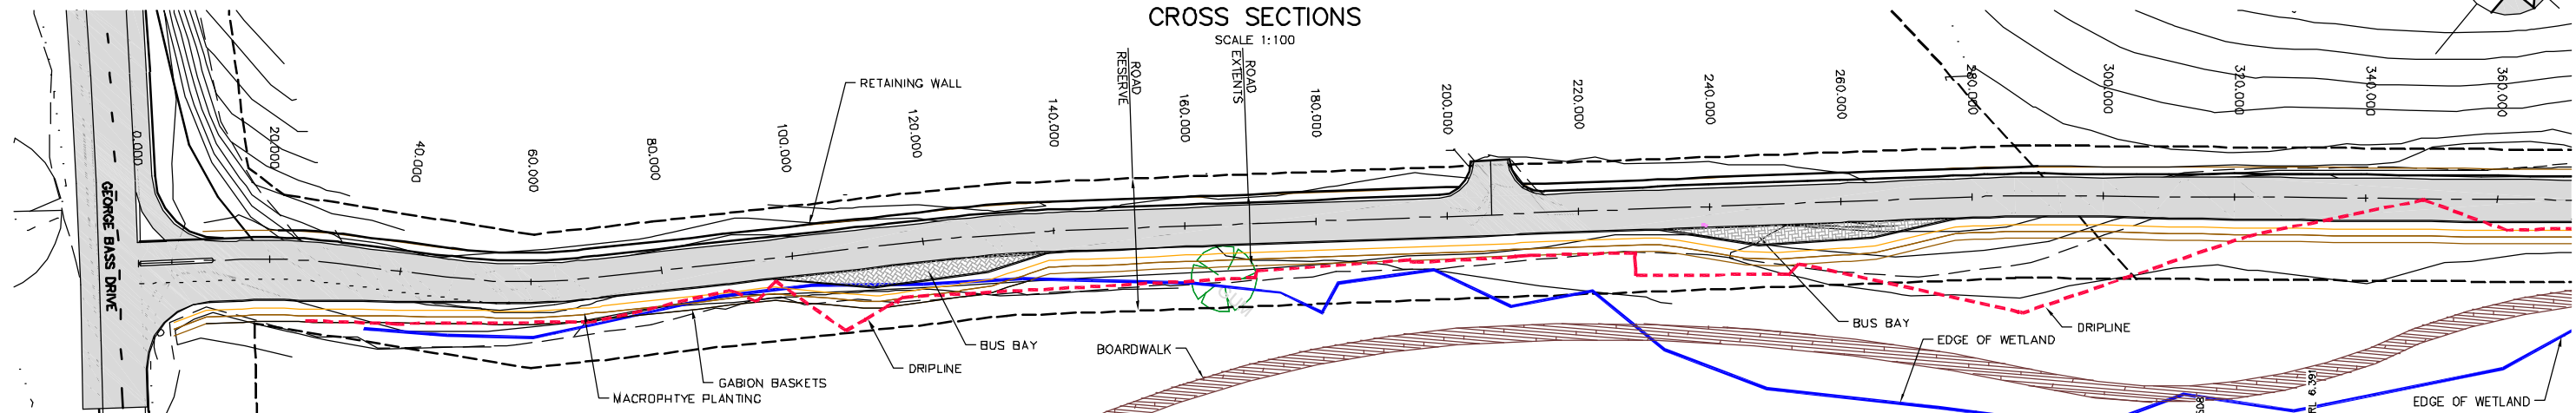 CROSS SECTIONS
SCALE 1:100
ROAD RESERVE
ROAD EXTENTS
RETAINING WALL
0.000
20.000
40.000
60.000
80.000
100.000
120.000
140.000
160.000
180.000
200.000
220.000
240.000
260.000
280.000
300.000
320.000
340.000
360.000
GEORGE BASS DRIVE
BUS BAY
DRIPLINE
GABION BASKETS
MACROPHTYE PLANTING
BOARDWALK
BUS BAY
DRIPLINE
EDGE OF WETLAND
RL 6.391
EDGE OF WETLAND